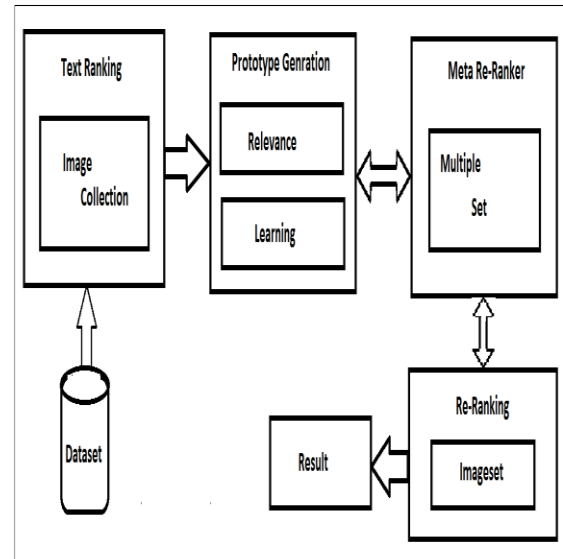 Text Ranking
Image
Collection
Prototype Genration
Relevance
Learning
Meta Re-Ranker
Multiple
Set
Dataset
Result
Re-Ranking
Imageset